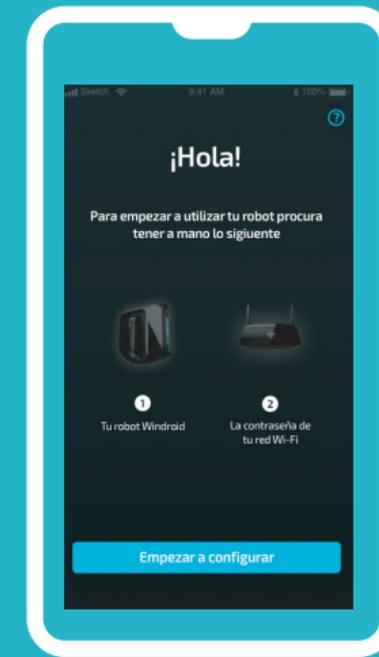 Sketch 9:41 AM 100%
?
¡Hola!
Para empezar a utilizar tu robot procura
tener a mano lo sigiuente
1 2
Tu robot Windroid La contraseña de
tu red Wi-Fi
Empezar a configurar